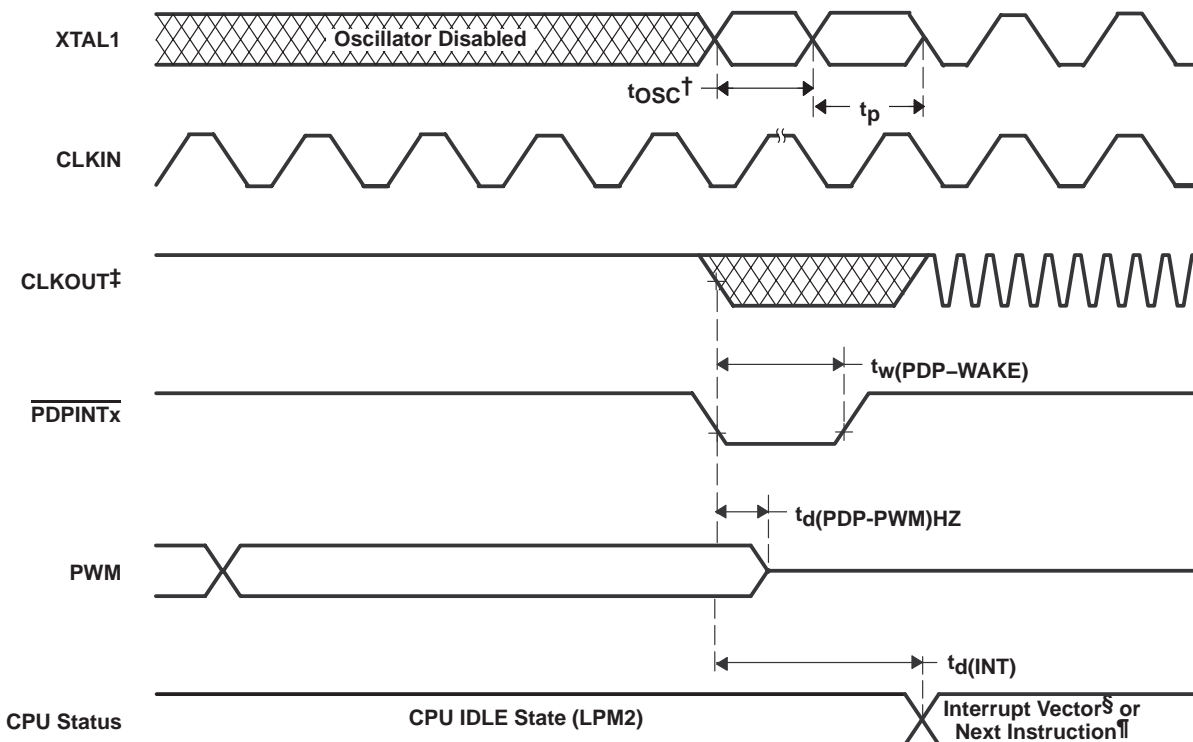 XTAL1
Oscillator Disabled
tOSC†
tp
CLKIN
CLKOUT‡
tw(PDP–WAKE)
PDPINTx
td(PDP-PWM)HZ
PWM
td(INT)
CPU Status
CPU IDLE State (LPM2)
Interrupt Vector§ or
Next Instruction¶